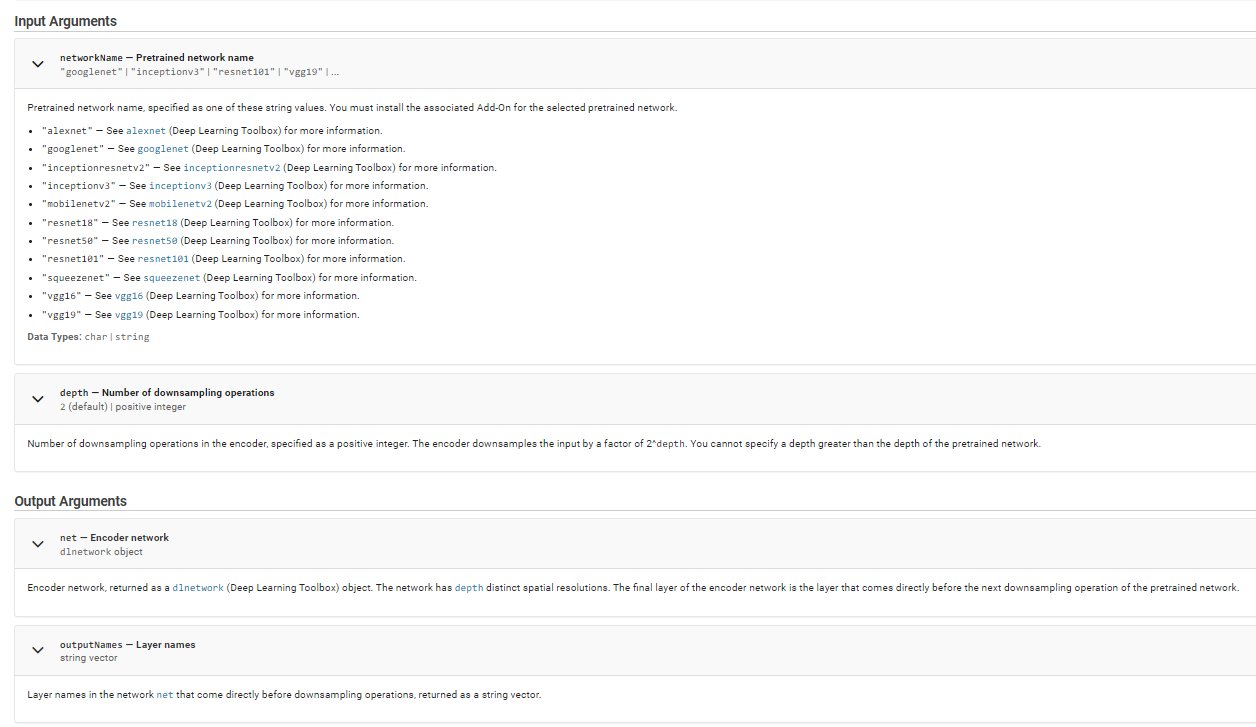 Input Arguments
networkName — Pretrained network name
"googlenet" | "inceptionv3" | "resnet101" | "vgg19" | ...
Pretrained network name, specified as one of these string values. You must install the associated Add-On for the selected pretrained network.
• "alexnet" — See alexnet (Deep Learning Toolbox) for more information.
• "googlenet" — See googlenet (Deep Learning Toolbox) for more information.
• "inceptionresnetv2" — See inceptionresnetv2 (Deep Learning Toolbox) for more information.
• "inceptionv3" — See inceptionv3 (Deep Learning Toolbox) for more information.
• "mobilenetv2" — See mobilenetv2 (Deep Learning Toolbox) for more information.
• "resnet18" — See resnet18 (Deep Learning Toolbox) for more information.
• "resnet50" — See resnet50 (Deep Learning Toolbox) for more information.
• "resnet101" — See resnet101 (Deep Learning Toolbox) for more information.
• "squeezenet" — See squeezenet (Deep Learning Toolbox) for more information.
• "vgg16" — See vgg16 (Deep Learning Toolbox) for more information.
• "vgg19" — See vgg19 (Deep Learning Toolbox) for more information.
Data Types: char | string
depth — Number of downsampling operations
2 (default) | positive integer
Number of downsampling operations in the encoder, specified as a positive integer. The encoder downsamples the input by a factor of 2^depth. You cannot specify a depth greater than the depth of the pretrained network.
Output Arguments
net — Encoder network
dlnetwork object
Encoder network, returned as a dlnetwork (Deep Learning Toolbox) object. The network has depth distinct spatial resolutions. The final layer of the encoder network is the layer that comes directly before the next downsampling operation of the pretrained network.
outputNames — Layer names
string vector
Layer names in the network net that come directly before downsampling operations, returned as a string vector.